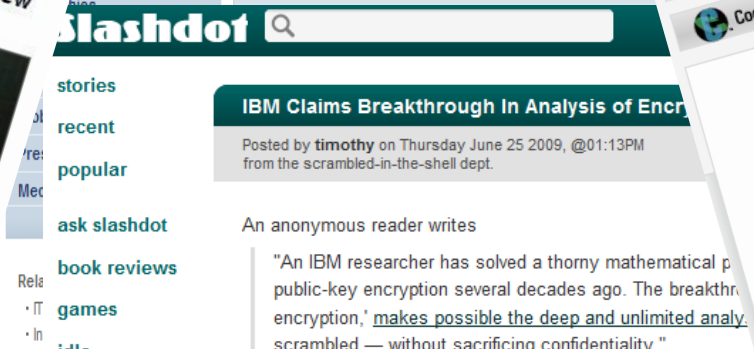 Slashdot
stories
recent
popular
ask slashdot
book reviews
games
IBM Claims Breakthrough In Analysis of Encry
Posted by timothy on Thursday June 25 2009, @01:13PM
from the scrambled-in-the-shell dept.
An anonymous reader writes
"An IBM researcher has solved a thorny mathematical p
public-key encryption several decades ago. The breakthr
encryption,' makes possible the deep and unlimited analy
scrambled — without sacrificing confidentiality."
Rela
· IT
· In